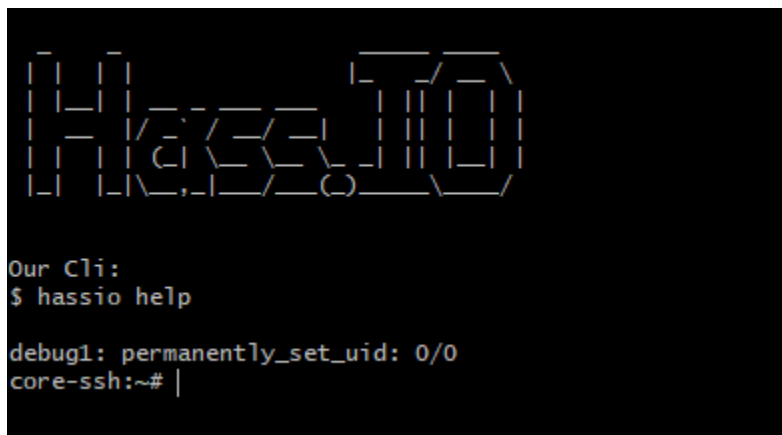 Hass.IO
Our Cli:
$ hassio help
debug1: permanently_set_uid: 0/0
core-ssh:~#